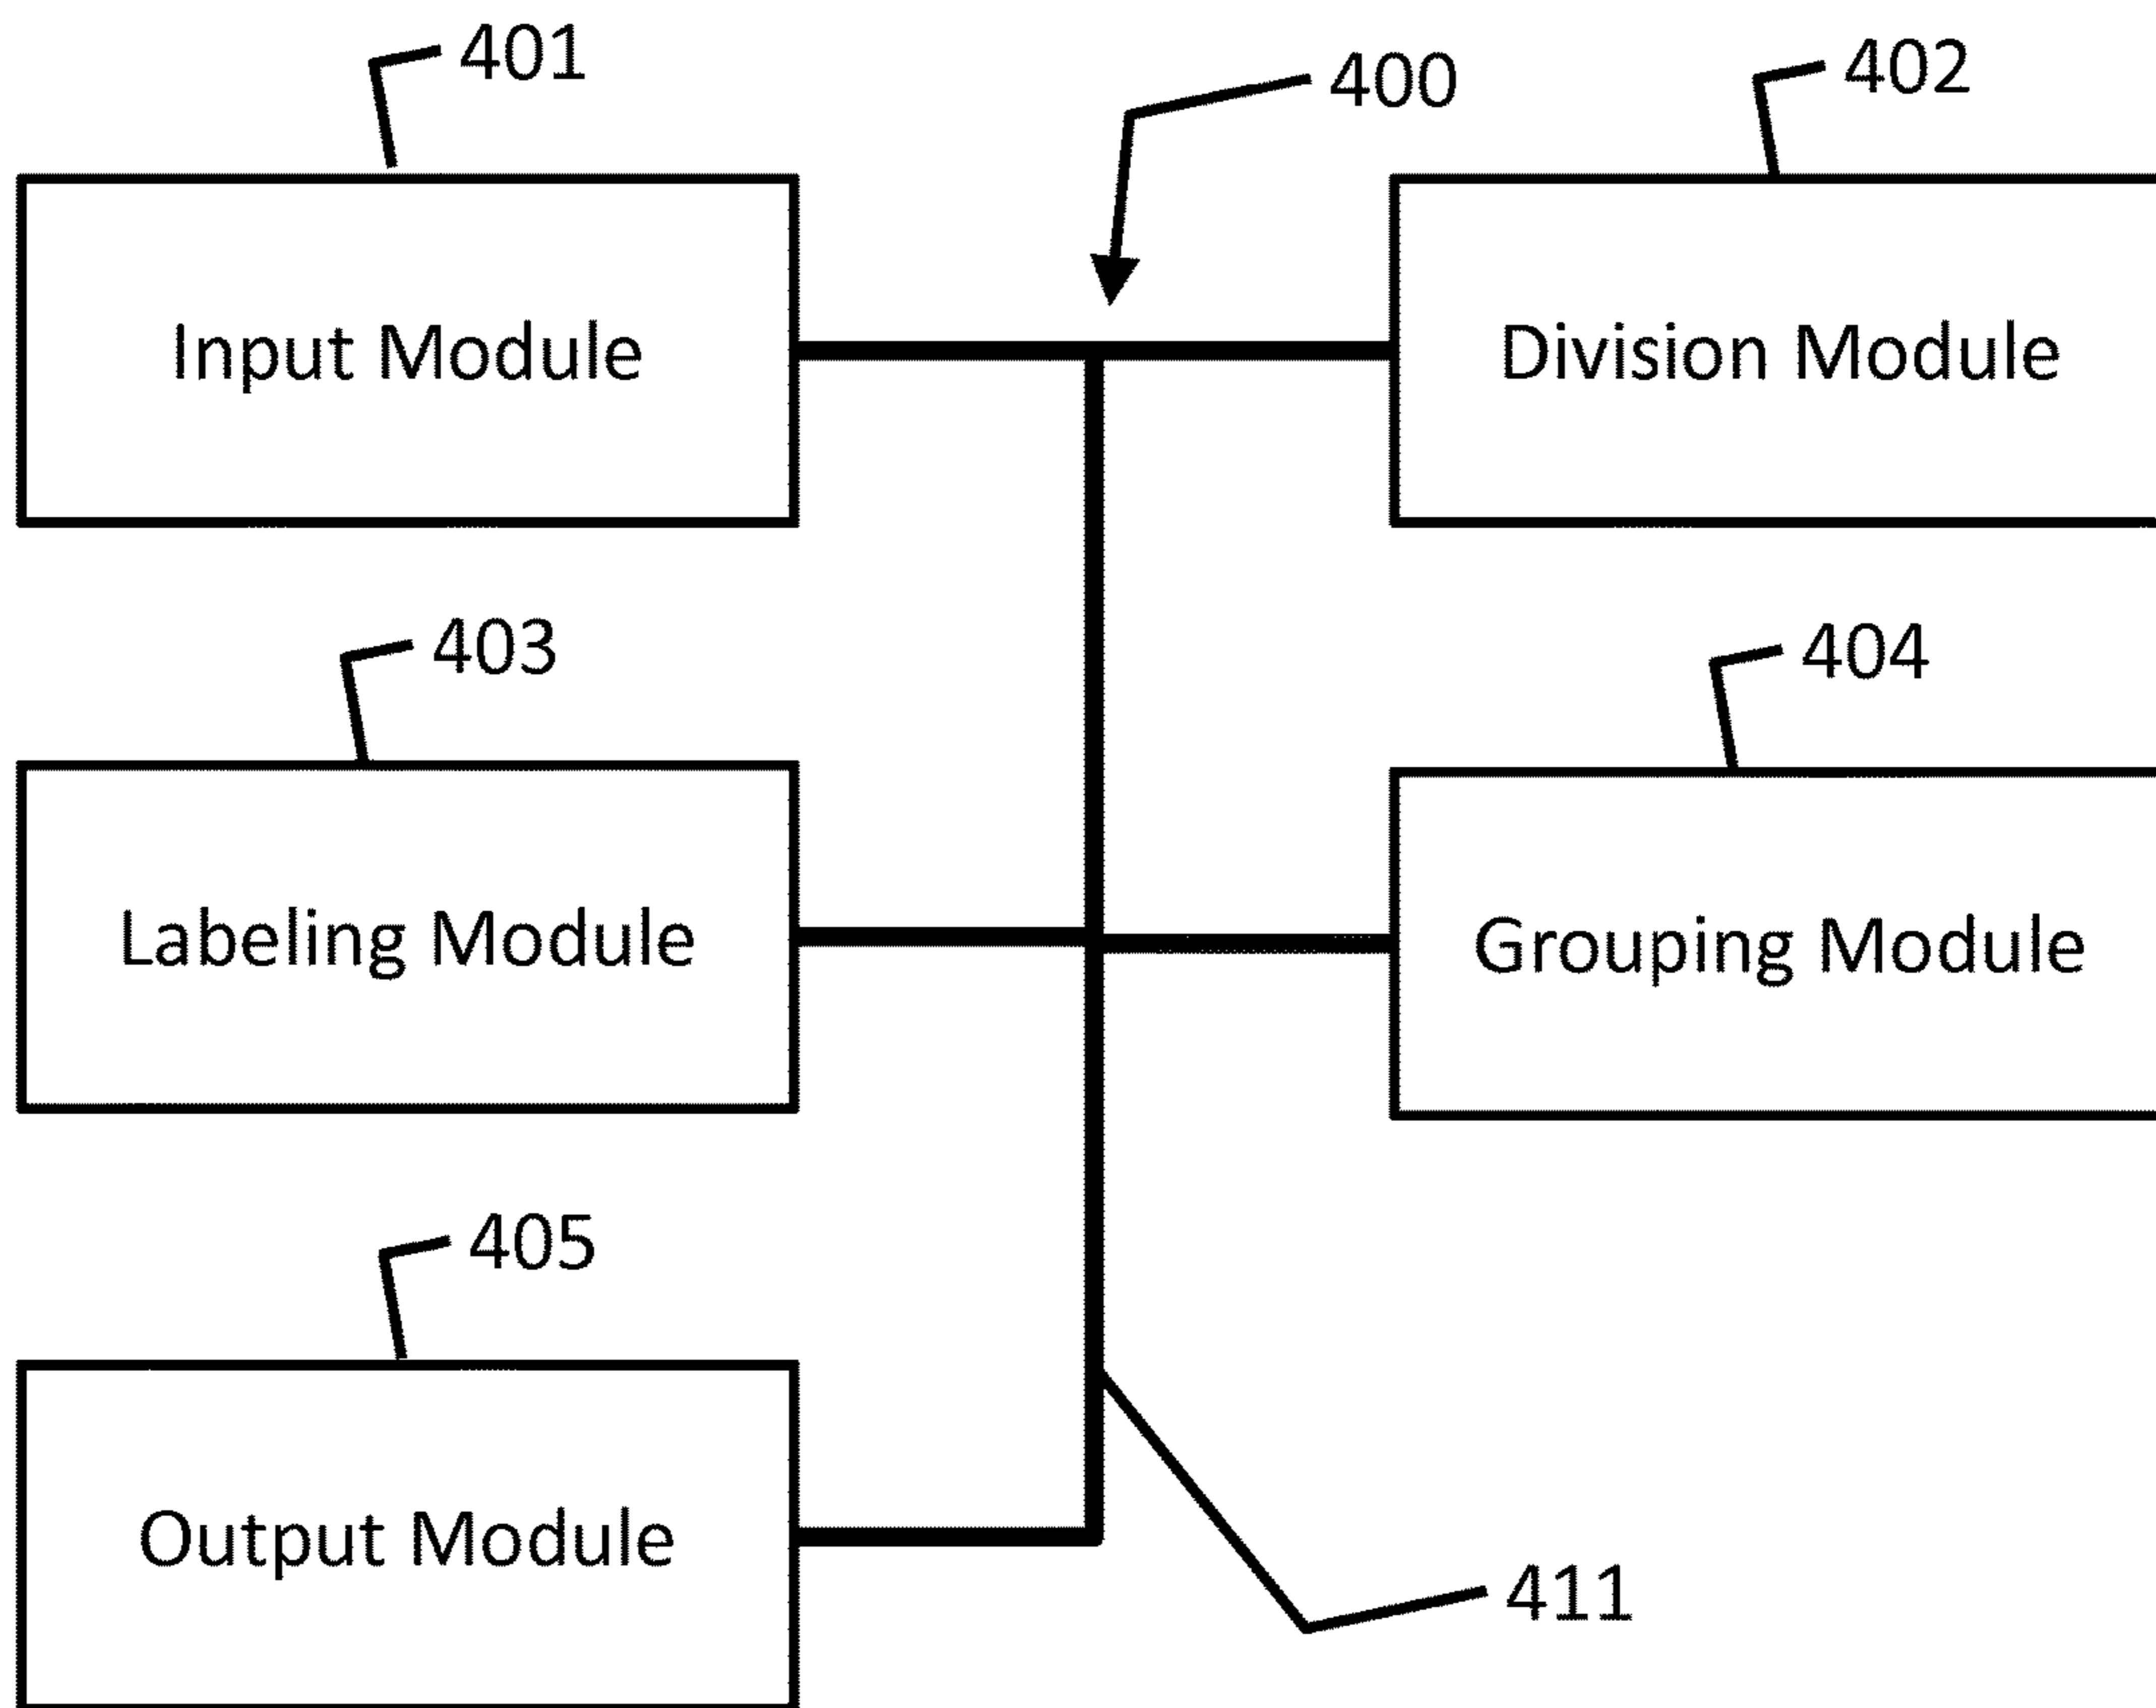 401
400
402
Input Module
Division Module
403
404
Labeling Module
Grouping Module
405
Output Module
411